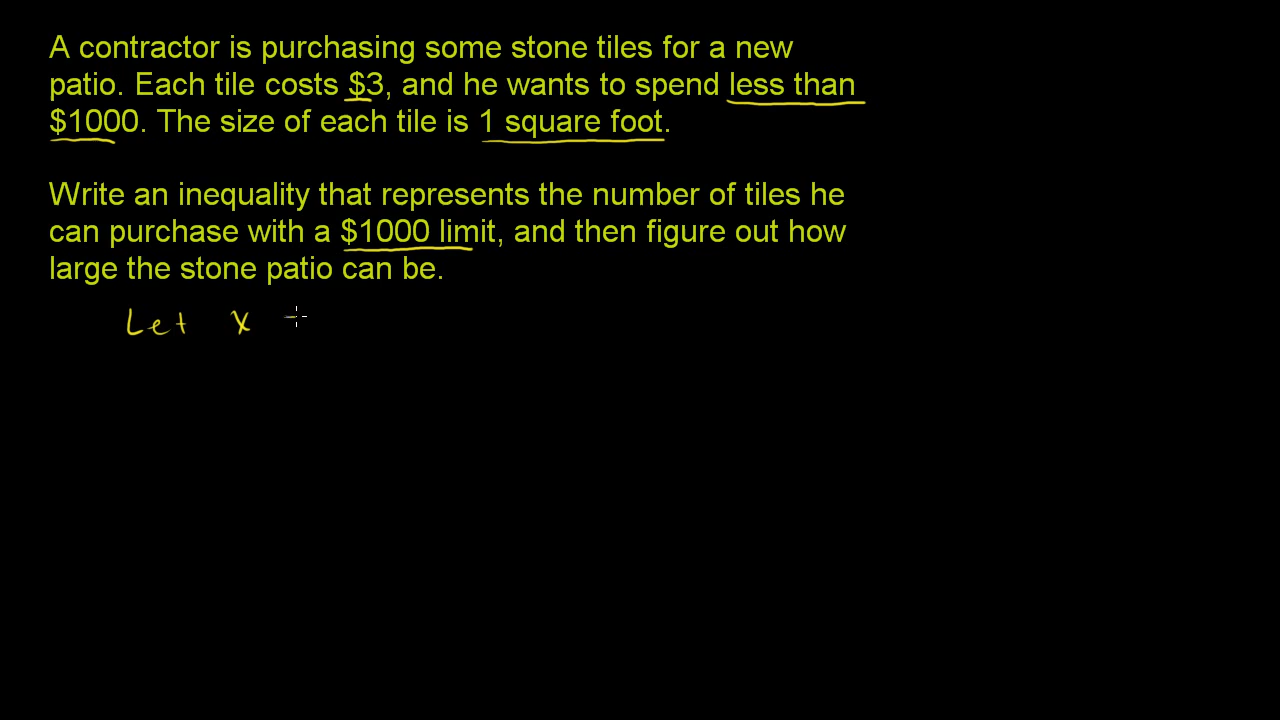 A contractor is purchasing some stone tiles for a new
patio. Each tile costs $3, and he wants to spend less than
$1000. The size of each tile is 1 square foot.
Write an inequality that represents the number of tiles he
can purchase with a $1000 limit, and then figure out how
large the stone patio can be.
Let x